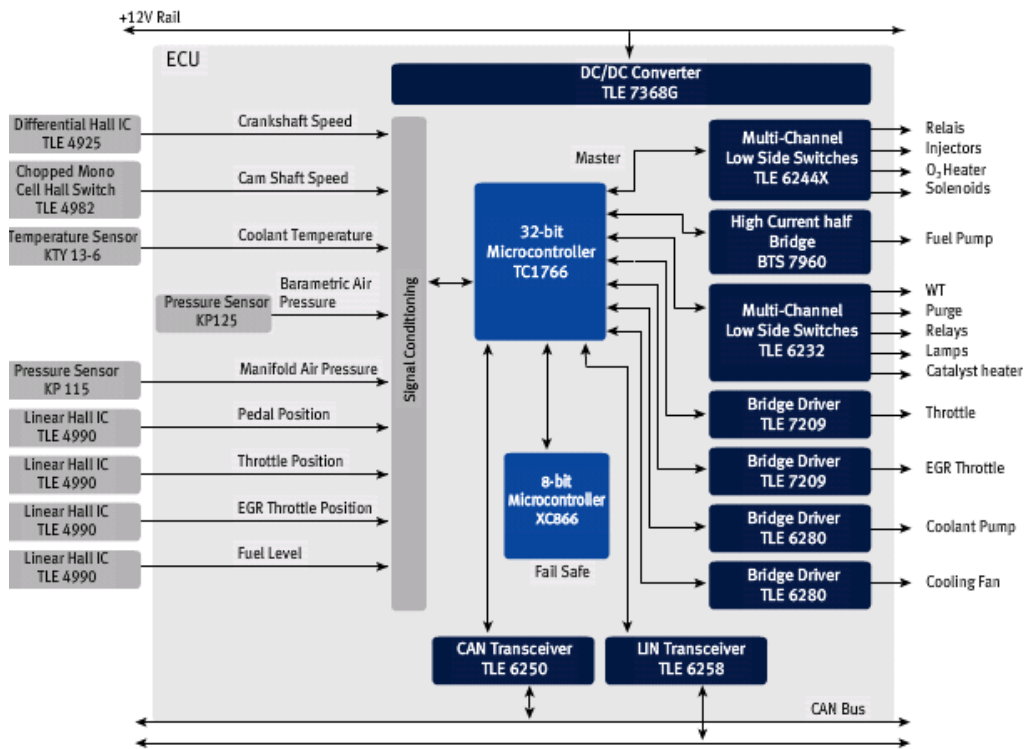 +12V Rail
ECU
DC/DC Converter
TLE 7368G
Differential Hall IC
TLE 4925
Crankshaft Speed
Chopped Mono
Cell Hall Switch
TLE 4982
Cam Shaft Speed
Temperature Sensor
KTY 13-6
Coolant Temperature
Pressure Sensor
KP125
Barametric Air
Pressure
Pressure Sensor
KP 115
Manifold Air Pressure
Linear Hall IC
TLE 4990
Pedal Position
Linear Hall IC
TLE 4990
Throttle Position
Linear Hall IC
TLE 4990
EGR Throttle Position
Linear Hall IC
TLE 4990
Fuel Level
Signal Conditioning
Master
32-bit
Microcontroller
TC1766
8-bit
Microcontroller
XC866
Fail Safe
Multi-Channel
Low Side Switches
TLE 6244X
Relais
Injectors
O₂ Heater
Solenoids
High Current half
Bridge
BTS 7960
Fuel Pump
Multi-Channel
Low Side Switches
TLE 6232
WT
Purge
Relays
Lamps
Catalyst heater
Bridge Driver
TLE 7209
Throttle
Bridge Driver
TLE 7209
EGR Throttle
Bridge Driver
TLE 6280
Coolant Pump
Bridge Driver
TLE 6280
Cooling Fan
CAN Transceiver
TLE 6250
LIN Transceiver
TLE 6258
CAN Bus